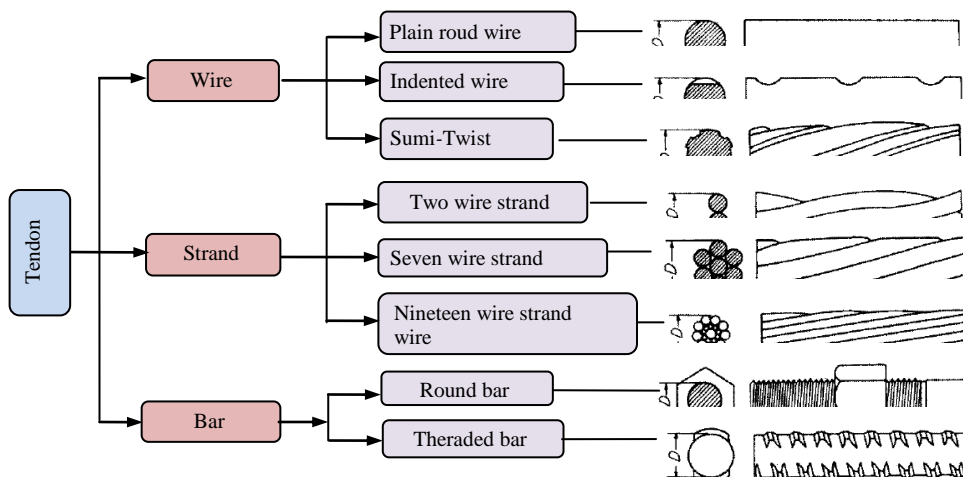 Plain roud wire
D
Wire
Indented wire
D
Sumi-Twist
D
Tendon
Two wire strand
D
Strand
Seven wire strand
D
Nineteen wire strand
wire
D
Round bar
D
Bar
Theraded bar
D